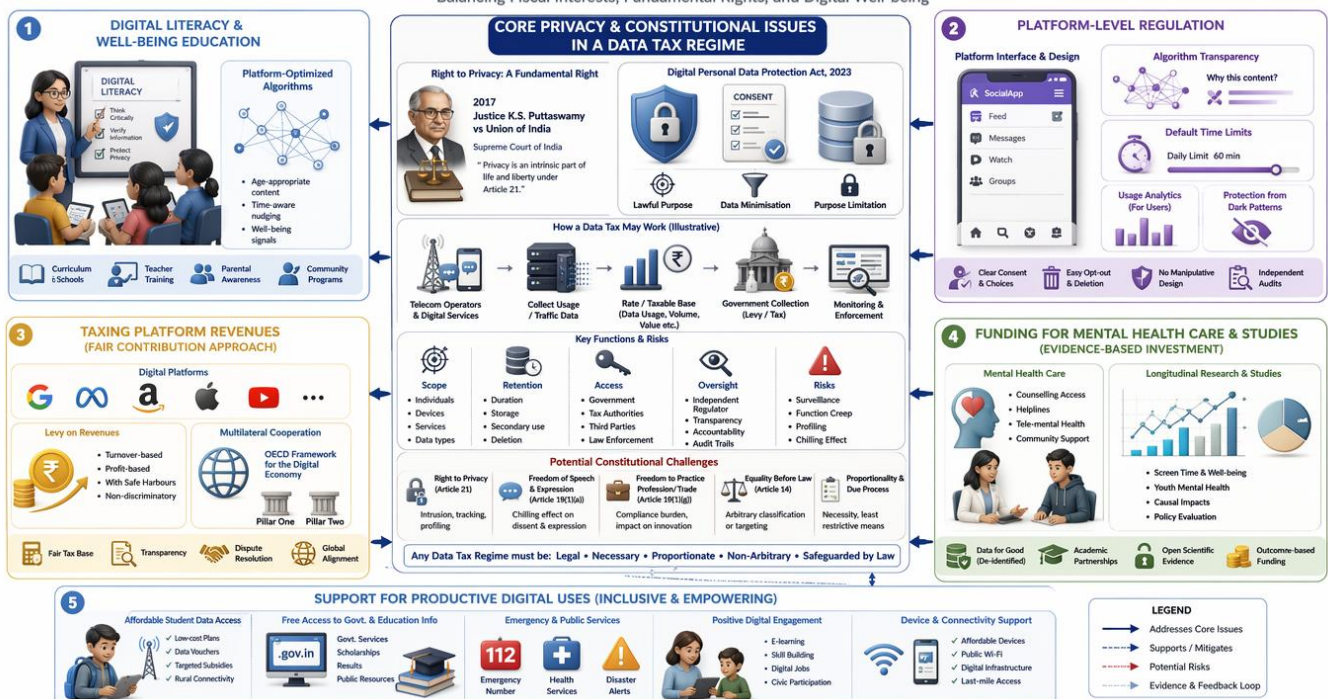 Balancing Fiscal Interests, Fundamental Rights, and Digital Well-being
1
DIGITAL LITERACY &
WELL-BEING EDUCATION
DIGITAL
LITERACY
Think
Critically
Verify
Information
Protect
Privacy
Platform-Optimized
Algorithms
• Age-appropriate
content
• Time-aware
nudging
• Well-being
signals
Curriculum
& Schools
Teacher
Training
Parental
Awareness
Community
Programs
CORE PRIVACY & CONSTITUTIONAL ISSUES
IN A DATA TAX REGIME
Right to Privacy: A Fundamental Right
2017
Justice K.S. Puttaswamy
vs Union of India
Supreme Court of India
"Privacy is an intrinsic part of
life and liberty under
Article 21."
Digital Personal Data Protection Act, 2023
CONSENT
Lawful Purpose
Data Minimisation
Purpose Limitation
How a Data Tax May Work (Illustrative)
Telecom Operators
& Digital Services
Collect Usage
/ Traffic Data
Rate / Taxable Base
(Data Usage, Volume,
Value etc.)
Government Collection
(Levy / Tax)
Monitoring &
Enforcement
Key Functions & Risks
Scope
• Individuals
• Devices
• Services
• Data types
Retention
• Duration
• Storage
• Secondary use
• Deletion
Access
• Government
• Tax Authorities
• Third Parties
• Law Enforcement
Oversight
• Independent
Regulator
• Transparency
• Accountability
• Audit Trails
Risks
• Surveillance
• Function Creep
• Profiling
• Chilling Effect
Potential Constitutional Challenges
Right to Privacy
(Article 21)
Intrusion, tracking,
profiling
Freedom of Speech
& Expression
(Article 19(1)(a))
Chilling effect on
dissent & expression
Freedom to Practice
Profession/Trade
(Article 19(1)(g))
Compliance burden,
impact on innovation
Equality Before Law
(Article 14)
Arbitrary classification
or targeting
Proportionality &
Due Process
Necessity, least
restrictive means
Any Data Tax Regime must be: Legal • Necessary • Proportionate • Non-Arbitrary • Safeguarded by Law
2
PLATFORM-LEVEL REGULATION
Platform Interface & Design
SocialApp
Feed
Messages
Watch
Groups
Algorithm Transparency
Why this content?
Default Time Limits
Daily Limit 60 min
Usage Analytics
(For Users)
Protection from
Dark Patterns
Clear Consent
& Choices
Easy Opt-out
& Deletion
No Manipulative
Design
Independent
Audits
3
TAXING PLATFORM REVENUES
(FAIR CONTRIBUTION APPROACH)
Digital Platforms
Levy on Revenues
• Turnover-based
• Profit-based
• With Safe Harbours
• Non-discriminatory
Multilateral Cooperation
OECD Framework
for the Digital
Economy
Pillar One
Pillar Two
Fair Tax Base
Transparency
Dispute
Resolution
Global
Alignment
4
FUNDING FOR MENTAL HEALTH CARE & STUDIES
(EVIDENCE-BASED INVESTMENT)
Mental Health Care
• Counselling Access
• Helplines
• Tele-mental Health
• Community Support
Longitudinal Research & Studies
• Screen Time & Well-being
• Youth Mental Health
• Causal Impacts
• Policy Evaluation
Data for Good
(De-identified)
Academic
Partnerships
Open Scientific
Evidence
Outcome-based
Funding
5
SUPPORT FOR PRODUCTIVE DIGITAL USES (INCLUSIVE & EMPOWERING)
Affordable Student Data Access
✓ Low-cost Plans
✓ Data Vouchers
✓ Targeted Subsidies
✓ Rural Connectivity
Free Access to Govt. & Education Info
.gov.in
Govt. Services
Scholarships
Results
Public Resources
Emergency & Public Services
112
Emergency
Number
Health
Services
Disaster
Alerts
Positive Digital Engagement
• E-learning
• Skill Building
• Digital Jobs
• Civic Participation
Device & Connectivity Support
✓ Affordable Devices
✓ Public Wi-Fi
✓ Digital Infrastructure
✓ Last-mile Access
LEGEND
Addresses Core Issues
Supports / Mitigates
Potential Risks
Evidence & Feedback Loop